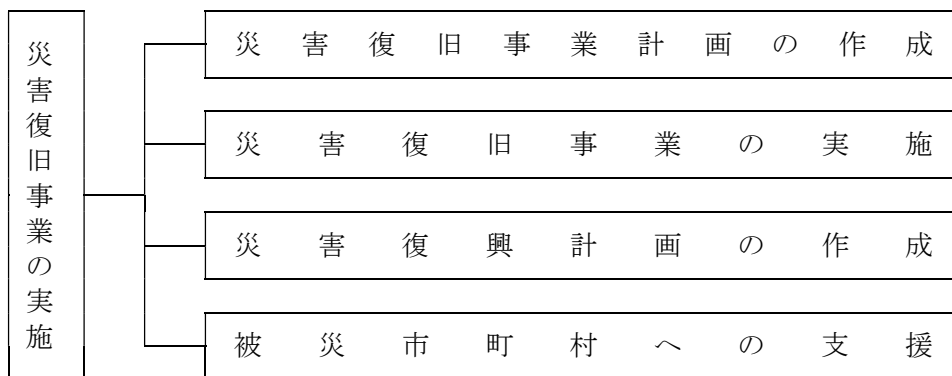 災害復旧事業の実施
災害復旧事業計画の作成
災害復旧事業の実施
災害復興計画の作成
被災市町村への支援